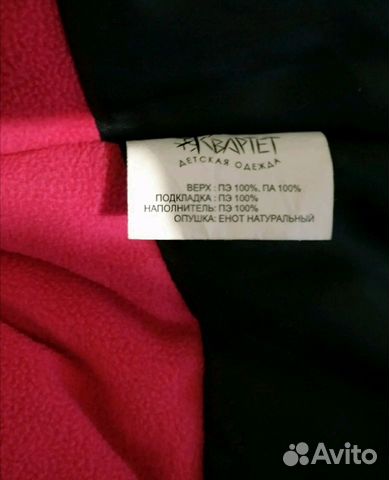 КВАРТЕТ
ДЕТСКАЯ ОДЕЖДА
ВЕРХ : ПЭ 100%, ПА 100%
ПОДКЛАДКА : ПЭ 100%
НАПОЛНИТЕЛЬ: ПЭ 100%
ОПУШКА: ЕНОТ НАТУРАЛЬНЫЙ
Avito